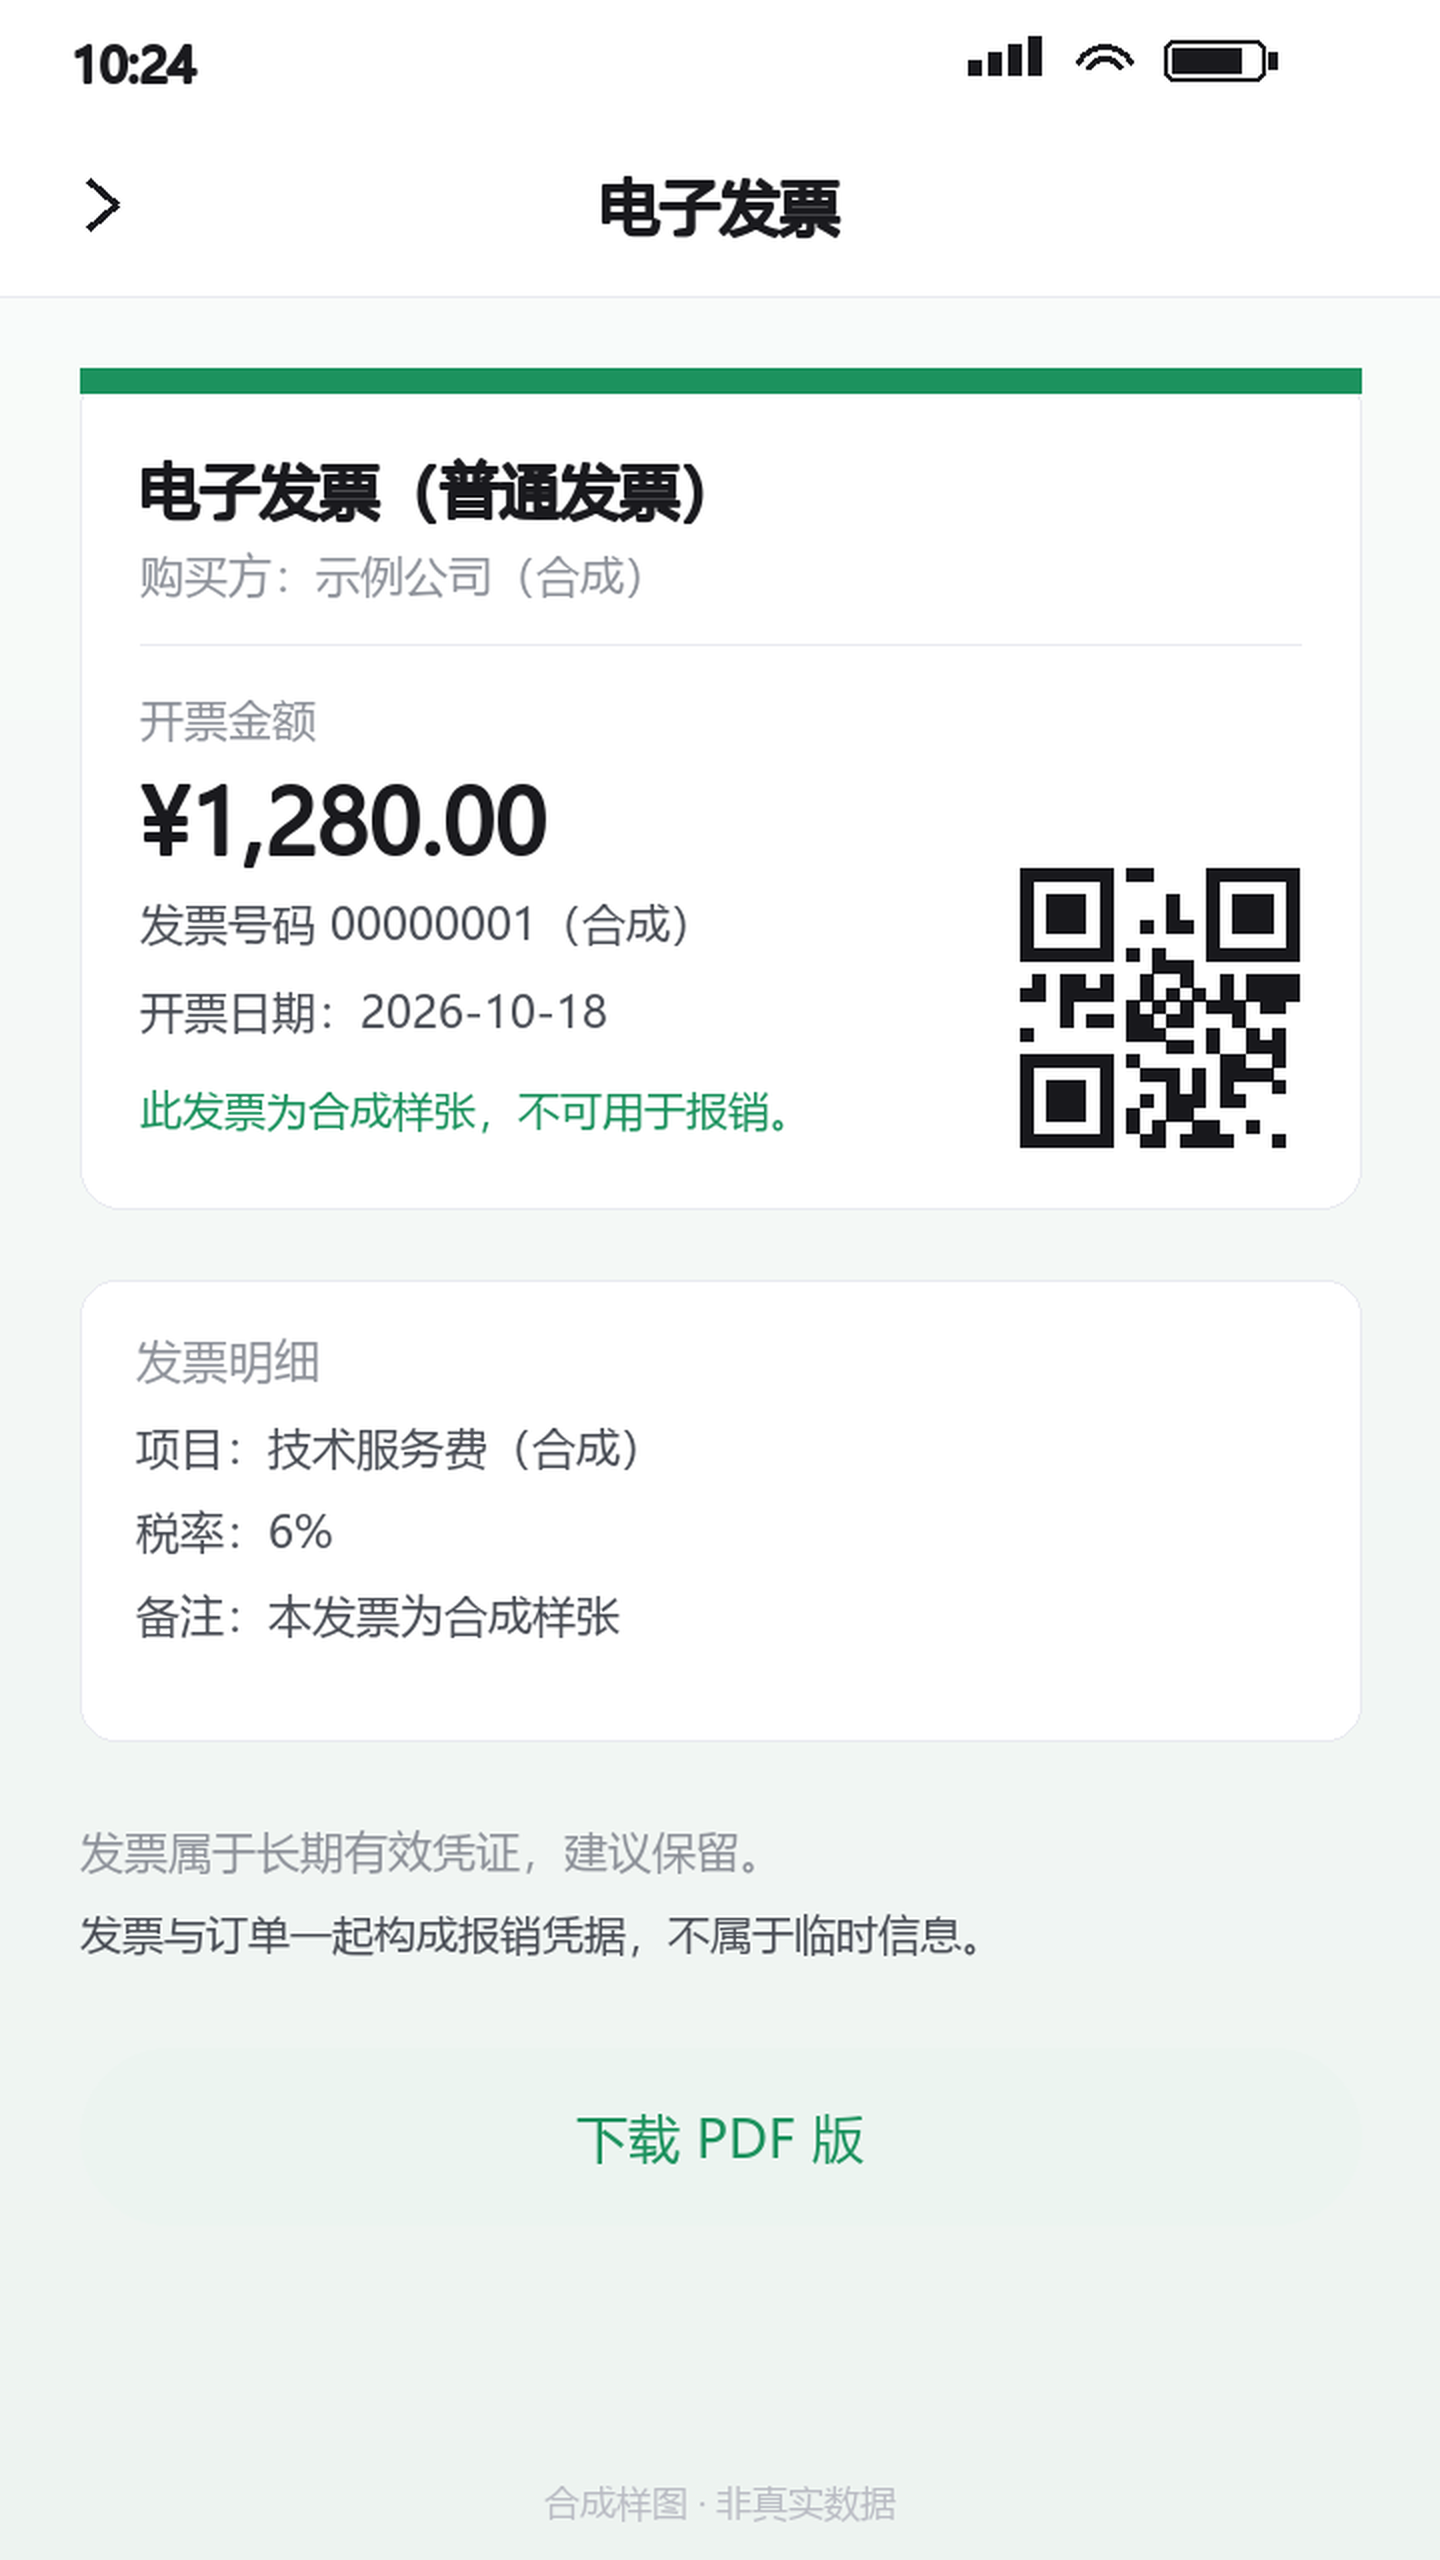 10:24
电子发票
电子发票（普通发票）
购买方：示例公司（合成）
开票金额
¥1,280.00
发票号码 00000001（合成）
开票日期：2026-10-18
此发票为合成样张，不可用于报销。
发票明细
项目：技术服务费（合成）
税率：6%
备注：本发票为合成样张
发票属于长期有效凭证，建议保留。
发票与订单一起构成报销凭据，不属于临时信息。
下载 PDF 版
合成样图 · 非真实数据